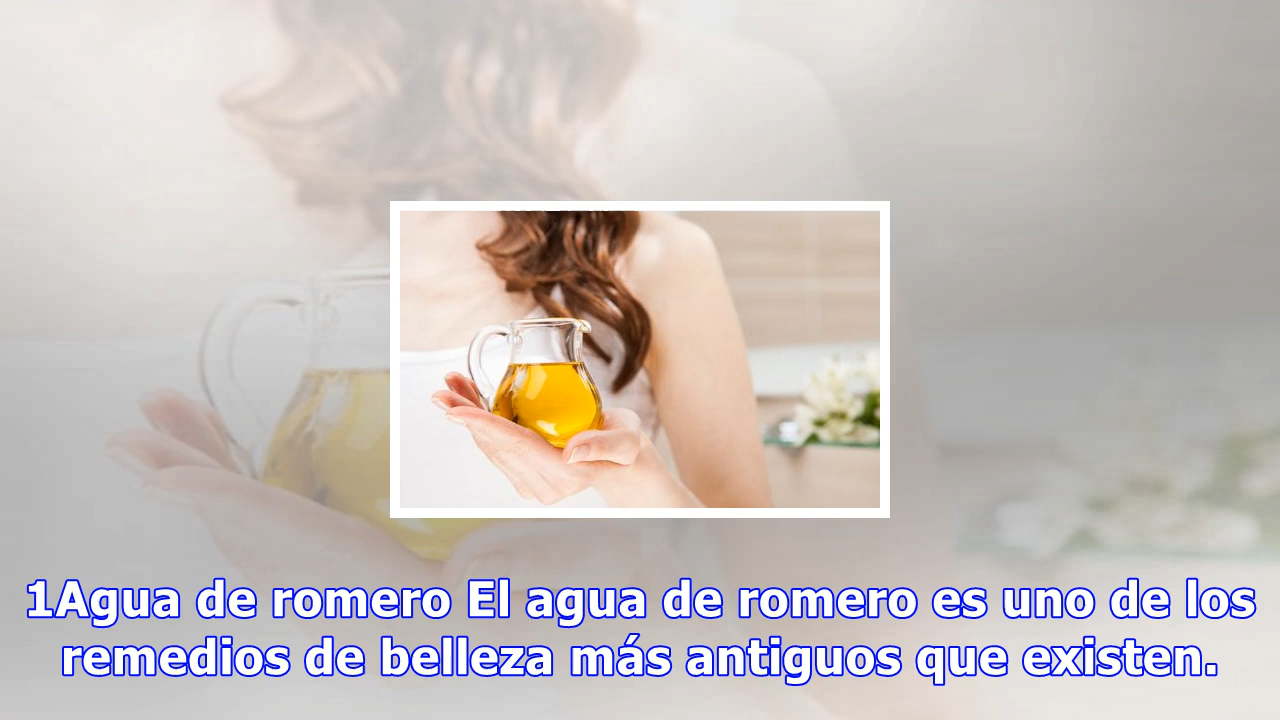 1Agua de romero El agua de romero es uno de los
remedios de belleza más antiguos que existen.